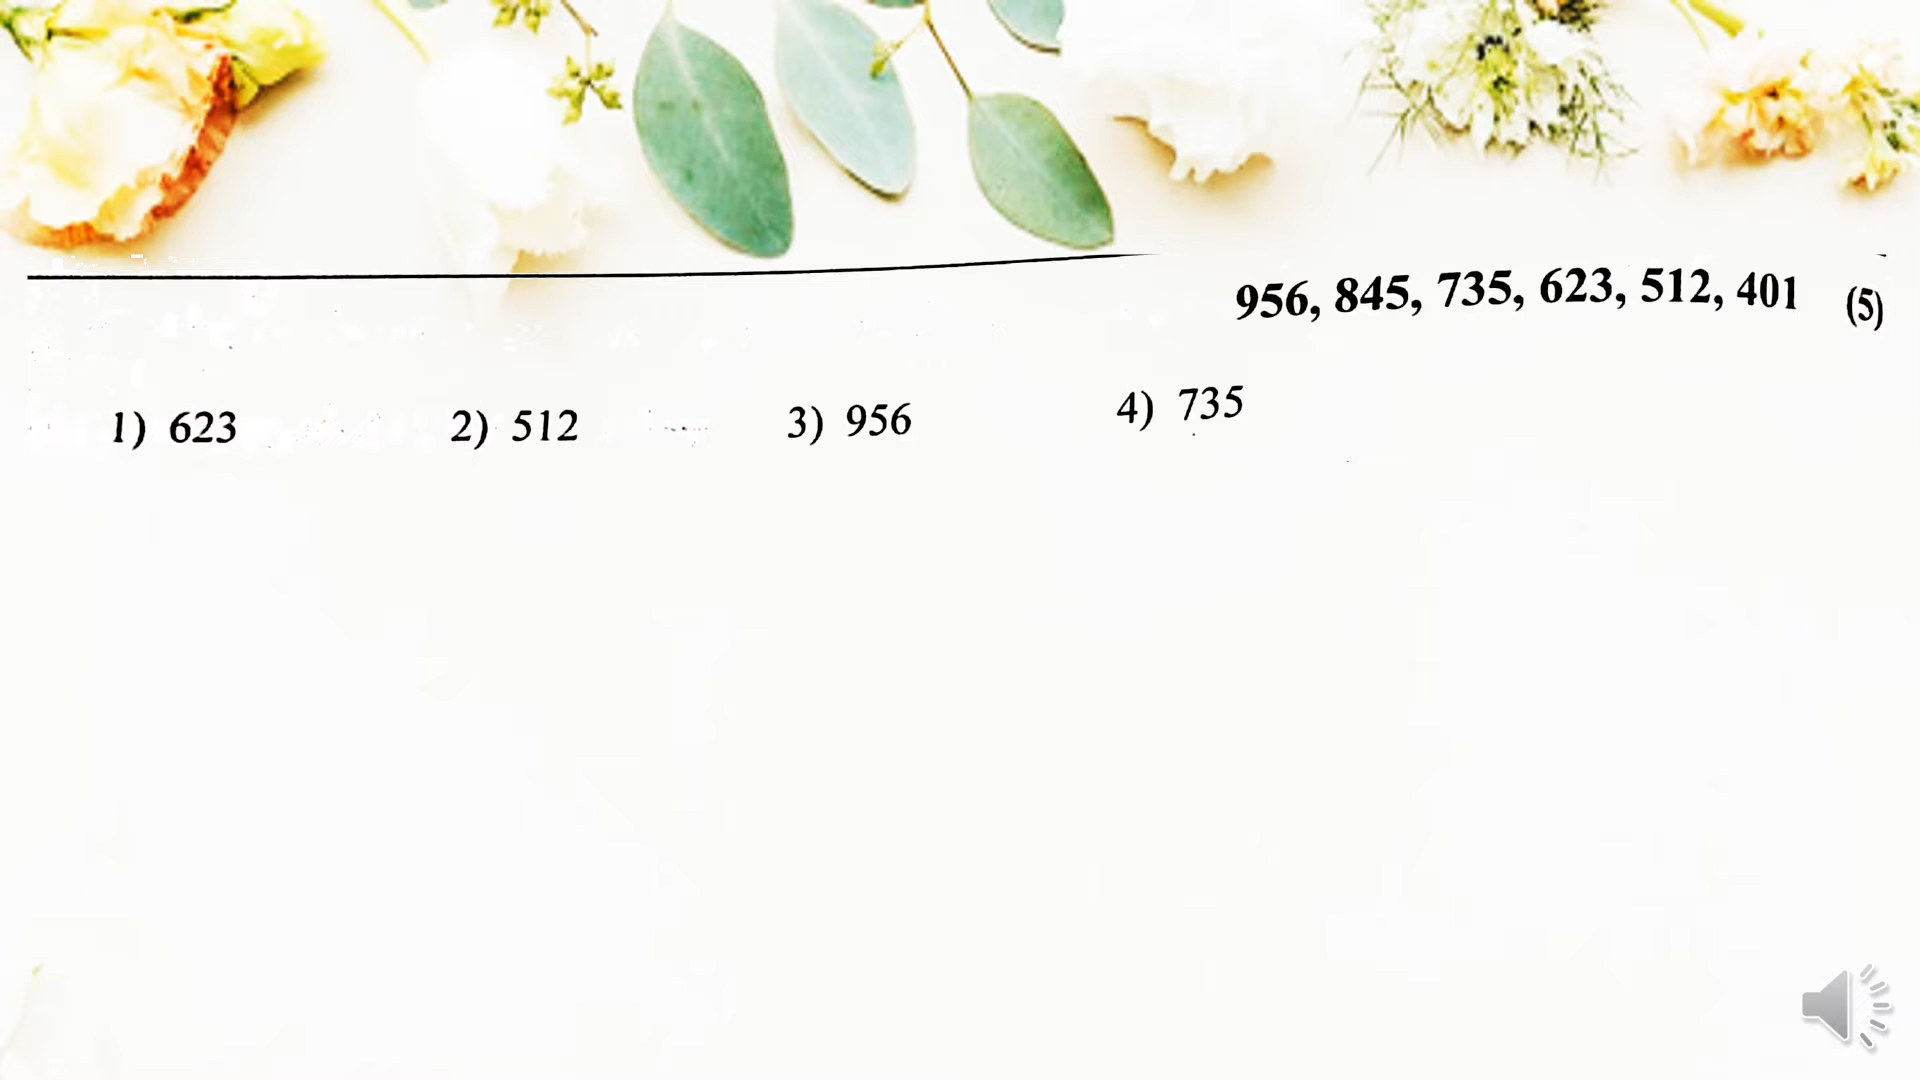 956, 845, 735, 623, 512, 401 (5)
1) 623 2) 512 3) 956 4) 735